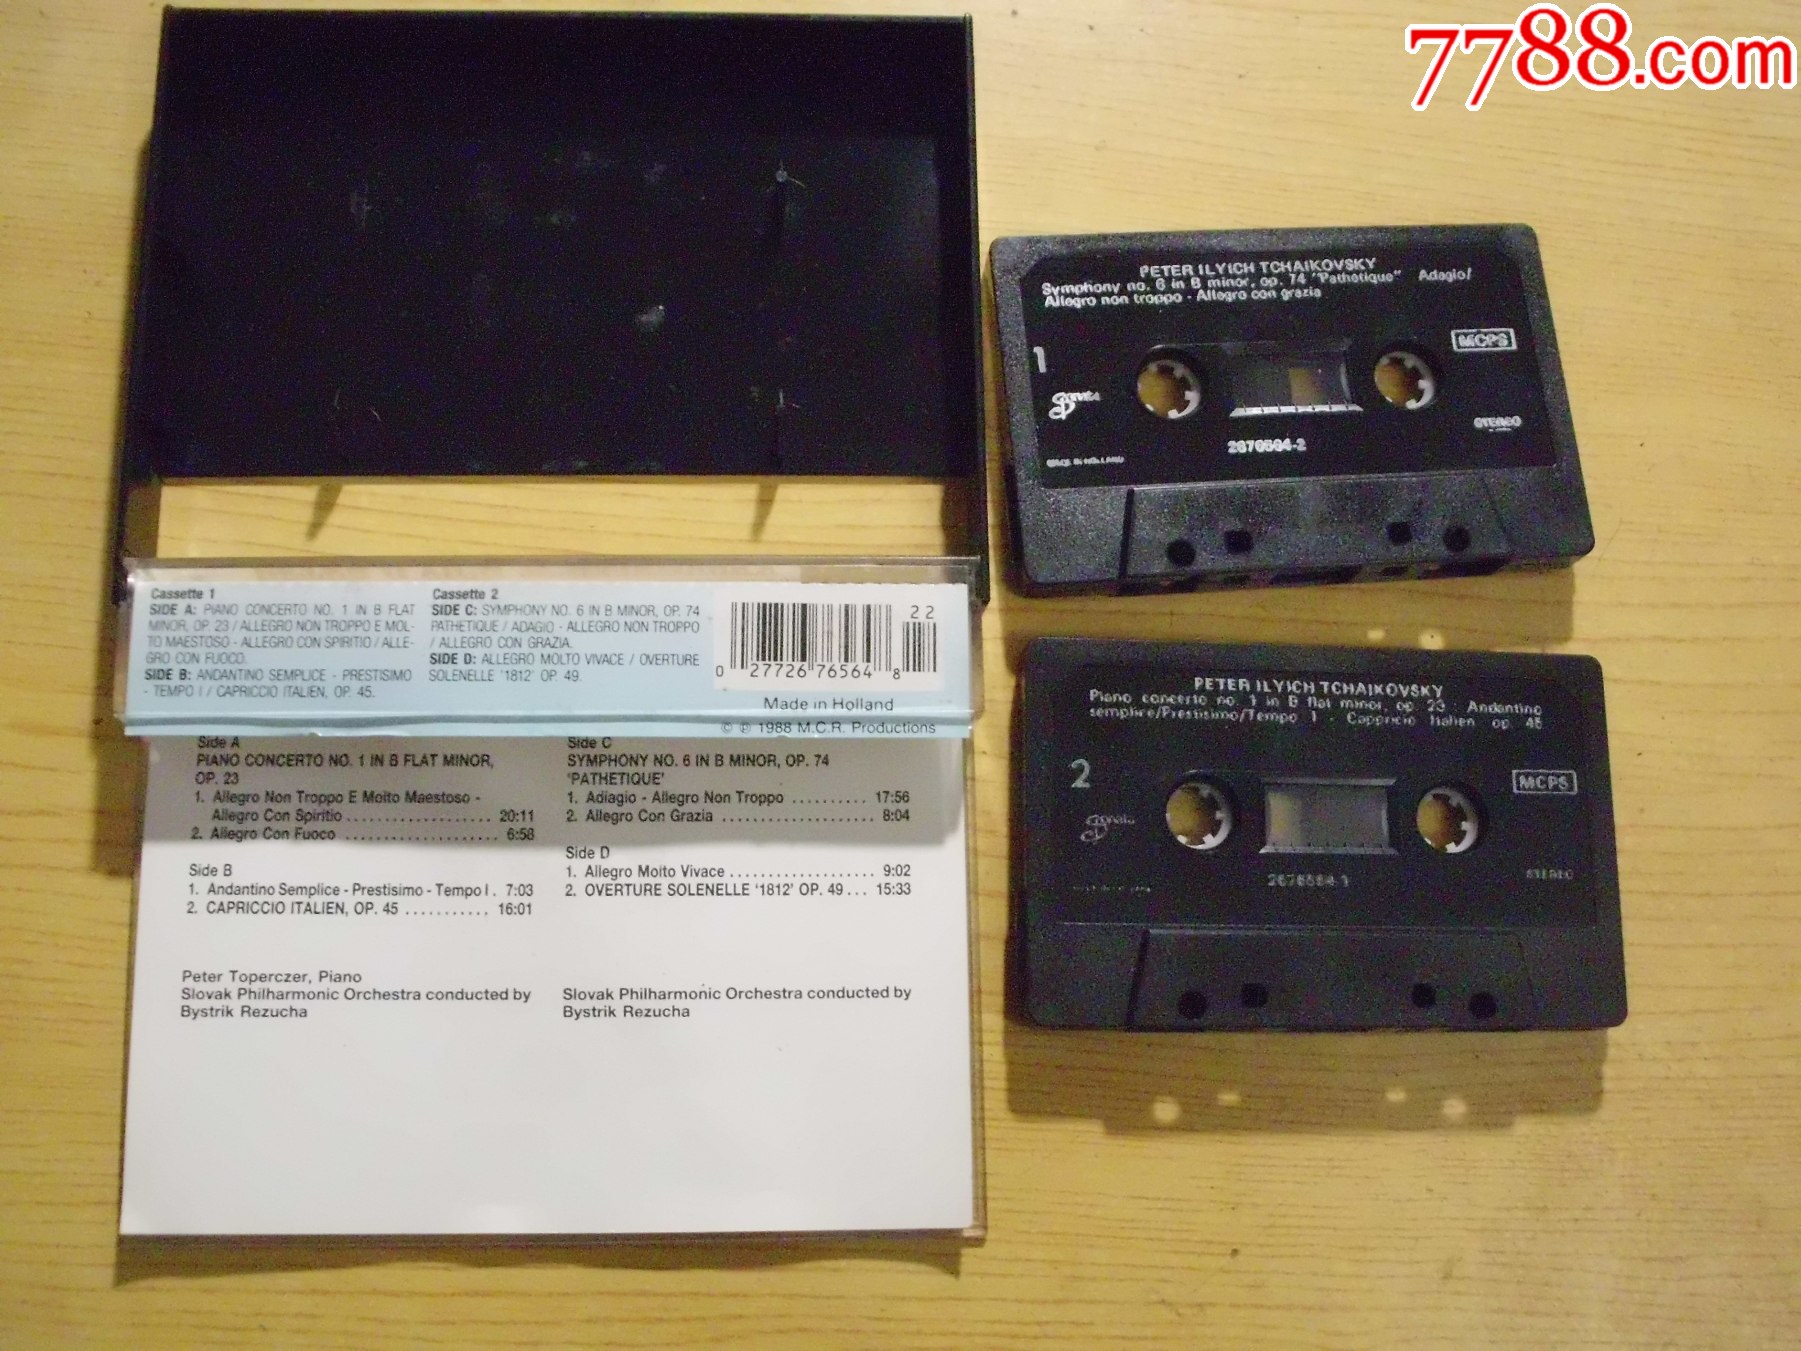 7788.com
Cassette 1
SIDE A: PIANO CONCERTO NO. 1 IN B FLAT
MINOR, OP. 23 / ALLEGRO NON TROPPO E MOL-
TO MAESTOSO - ALLEGRO CON SPIRITIO / ALLE-
GRO CON FUOCO.
SIDE B: ANDANTINO SEMPLICE - PRESTISIMO
- TEMPO I / CAPRICCIO ITALIEN, OP. 45.
Cassette 2
SIDE C: SYMPHONY NO. 6 IN B MINOR, OP. 74
PATHETIQUE / ADAGIO - ALLEGRO NON TROPPO
/ ALLEGRO CON GRAZIA.
SIDE D: ALLEGRO MOLTO VIVACE / OVERTURE
SOLENELLE '1812' OP. 49.
22
0 27726 76564 8
Made in Holland
© ℗ 1988 M.C.R. Productions
Side A
PIANO CONCERTO NO. 1 IN B FLAT MINOR,
OP. 23
1. Allegro Non Troppo E Molto Maestoso -
Allegro Con Spiritio .................... 20:11
2. Allegro Con Fuoco ..................... 6:58
Side B
1. Andantino Semplice - Prestisimo - Tempo I . 7:03
2. CAPRICCIO ITALIEN, OP. 45 ........... 16:01
Peter Toperczer, Piano
Slovak Philharmonic Orchestra conducted by
Bystrik Rezucha
Side C
SYMPHONY NO. 6 IN B MINOR, OP. 74
'PATHETIQUE'
1. Adiagio - Allegro Non Troppo .......... 17:56
2. Allegro Con Grazia .................... 8:04
Side D
1. Allegro Molto Vivace ................... 9:02
2. OVERTURE SOLENELLE '1812' OP. 49 ... 15:33
Slovak Philharmonic Orchestra conducted by
Bystrik Rezucha
PETER ILYICH TCHAIKOVSKY
Symphony no. 6 in B minor, op. 74 "Pathetique" Adagio/
Allegro non troppo - Allegro con grazia
1
MCPS
Sonata
STEREO
2676564-2
MADE IN HOLLAND
PETER ILYICH TCHAIKOVSKY
Piano concerto no. 1 in B flat minor, op. 23 Andantino
semplire/Prestisimo/Tempo 1 - Cappricio Italien op. 45
2
MCPS
Sonata
STEREO
2676564-1